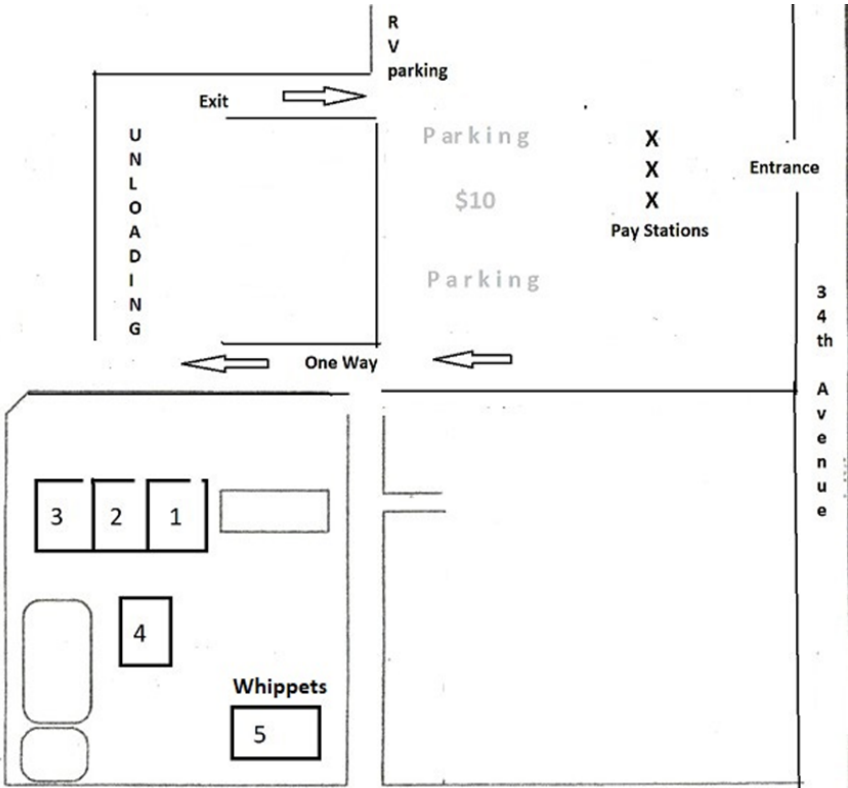 R
V
parking
Exit
U
N
L
O
A
D
I
N
G
Parking
$10
Parking
X
X
X
Pay Stations
Entrance
3
4
th
A
v
e
n
u
e
One Way
3
2
1
4
Whippets
5